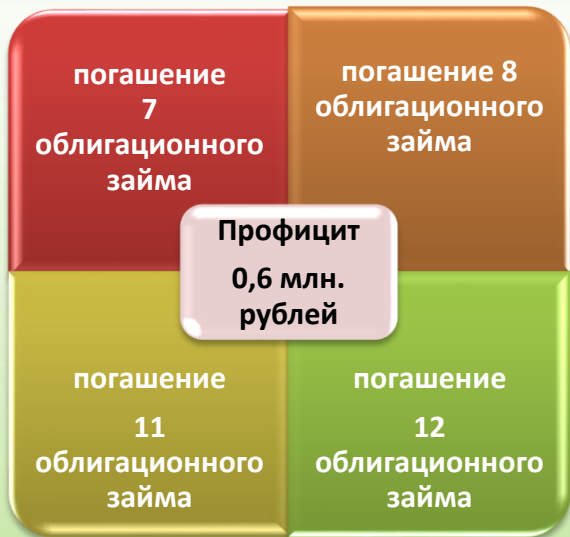 погашение
7
облигационного
займа
погашение 8
облигационного
займа
Профицит
0,6 млн.
рублей
погашение
11
облигационного
займа
погашение
12
облигационного
займа